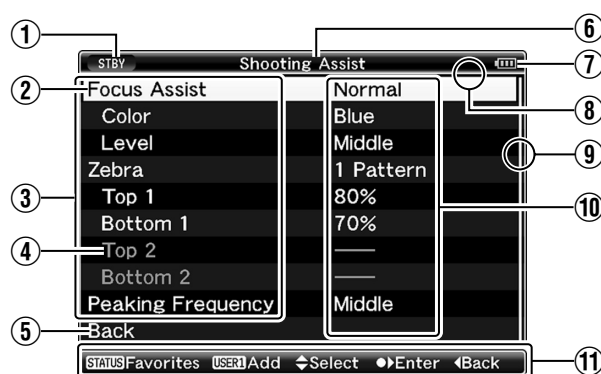 ① ⑥
STBY Shooting Assist ⑦
② Focus Assist Normal ⑧
Color Blue
Level Middle ⑨
Zebra 1 Pattern
③ Top 1 80% ⑩
Bottom 1 70%
④ Top 2 ——
Bottom 2 ——
Peaking Frequency Middle
⑤ Back
STATUS Favorites USER1 Add Select Enter Back ⑪